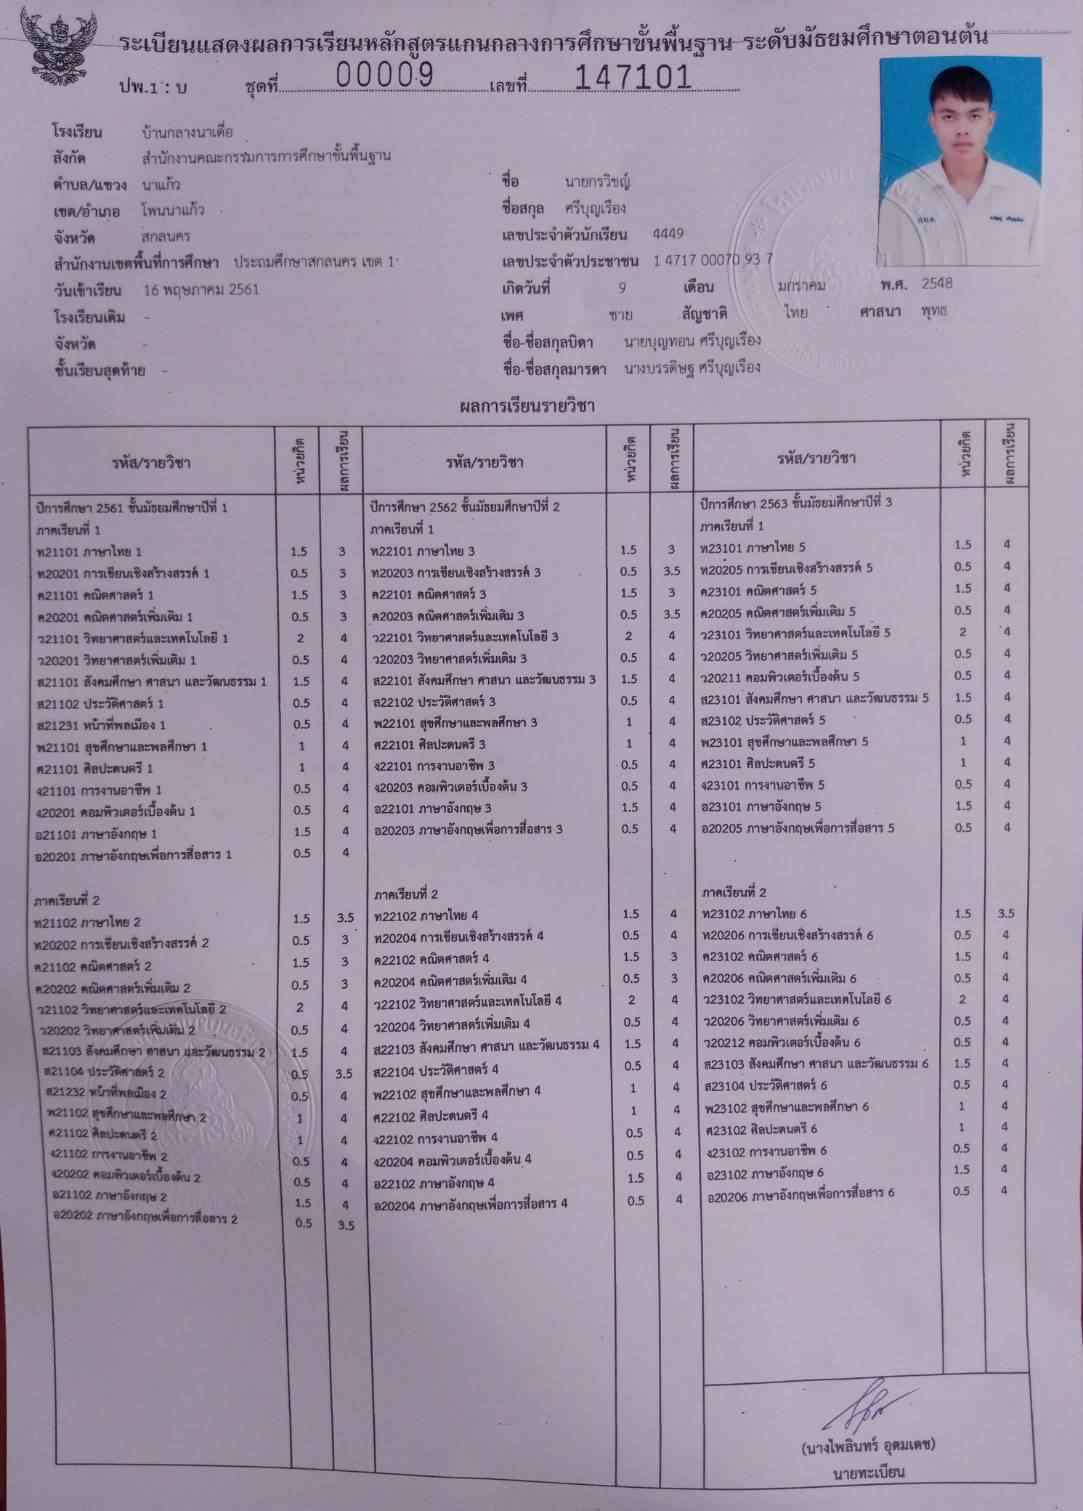 ระเบียนแสดงผลการเรียนหลักสูตรแกนกลางการศึกษาขั้นพื้นฐาน ระดับมัธยมศึกษาตอนต้น
ปพ.1 : บ ชุดที่ 00009 เลขที่ 147101
โรงเรียน บ้านกลางนาเดื่อ
สังกัด สำนักงานคณะกรรมการการศึกษาขั้นพื้นฐาน
ตำบล/แขวง นาแก้ว
เขต/อำเภอ โพนนาแก้ว
จังหวัด สกลนคร
สำนักงานเขตพื้นที่การศึกษา ประถมศึกษาสกลนคร เขต 1
วันเข้าเรียน 16 พฤษภาคม 2561
โรงเรียนเดิม -
จังหวัด -
ชั้นเรียนสุดท้าย -
ชื่อ นายกรวิชญ์
ชื่อสกุล ศรีบุญเรือง
เลขประจำตัวนักเรียน 4449
เลขประจำตัวประชาชน 1 4717 00070 93 7
เกิดวันที่ 9 เดือน มกราคม พ.ศ. 2548
เพศ ชาย สัญชาติ ไทย ศาสนา พุทธ
ชื่อ-ชื่อสกุลบิดา นายบุญทอน ศรีบุญเรือง
ชื่อ-ชื่อสกุลมารดา นางบรรดิษฐ ศรีบุญเรือง
ผลการเรียนรายวิชา
รหัส/รายวิชา หน่วยกิต ผลการเรียน
ปีการศึกษา 2561 ชั้นมัธยมศึกษาปีที่ 1
ภาคเรียนที่ 1
ท21101 ภาษาไทย 1 1.5 3
ท20201 การเขียนเชิงสร้างสรรค์ 1 0.5 3
ค21101 คณิตศาสตร์ 1 1.5 3
ค20201 คณิตศาสตร์เพิ่มเติม 1 0.5 3
ว21101 วิทยาศาสตร์และเทคโนโลยี 1 2 4
ว20201 วิทยาศาสตร์เพิ่มเติม 1 0.5 4
ส21101 สังคมศึกษา ศาสนา และวัฒนธรรม 1 1.5 4
ส21102 ประวัติศาสตร์ 1 0.5 4
ส21231 หน้าที่พลเมือง 1 0.5 4
พ21101 สุขศึกษาและพลศึกษา 1 1 4
ศ21101 ศิลปะดนตรี 1 1 4
ง21101 การงานอาชีพ 1 0.5 4
ง20201 คอมพิวเตอร์เบื้องต้น 1 0.5 4
อ21101 ภาษาอังกฤษ 1 1.5 4
อ20201 ภาษาอังกฤษเพื่อการสื่อสาร 1 0.5 4
ภาคเรียนที่ 2
ท21102 ภาษาไทย 2 1.5 3.5
ท20202 การเขียนเชิงสร้างสรรค์ 2 0.5 3
ค21102 คณิตศาสตร์ 2 1.5 3
ค20202 คณิตศาสตร์เพิ่มเติม 2 0.5 3
ว21102 วิทยาศาสตร์และเทคโนโลยี 2 2 4
ว20202 วิทยาศาสตร์เพิ่มเติม 2 0.5 4
ส21103 สังคมศึกษา ศาสนา และวัฒนธรรม 2 1.5 4
ส21104 ประวัติศาสตร์ 2 0.5 3.5
ส21232 หน้าที่พลเมือง 2 0.5 4
พ21102 สุขศึกษาและพลศึกษา 2 1 4
ศ21102 ศิลปะดนตรี 2 1 4
ง21102 การงานอาชีพ 2 0.5 4
ง20202 คอมพิวเตอร์เบื้องต้น 2 0.5 4
อ21102 ภาษาอังกฤษ 2 1.5 4
อ20202 ภาษาอังกฤษเพื่อการสื่อสาร 2 0.5 3.5
รหัส/รายวิชา หน่วยกิต ผลการเรียน
ปีการศึกษา 2562 ชั้นมัธยมศึกษาปีที่ 2
ภาคเรียนที่ 1
ท22101 ภาษาไทย 3 1.5 3
ท20203 การเขียนเชิงสร้างสรรค์ 3 0.5 3.5
ค22101 คณิตศาสตร์ 3 1.5 3
ค20203 คณิตศาสตร์เพิ่มเติม 3 0.5 3.5
ว22101 วิทยาศาสตร์และเทคโนโลยี 3 2 4
ว20203 วิทยาศาสตร์เพิ่มเติม 3 0.5 4
ส22101 สังคมศึกษา ศาสนา และวัฒนธรรม 3 1.5 4
ส22102 ประวัติศาสตร์ 3 0.5 4
พ22101 สุขศึกษาและพลศึกษา 3 1 4
ศ22101 ศิลปะดนตรี 3 1 4
ง22101 การงานอาชีพ 3 0.5 4
ง20203 คอมพิวเตอร์เบื้องต้น 3 0.5 4
อ22101 ภาษาอังกฤษ 3 1.5 4
อ20203 ภาษาอังกฤษเพื่อการสื่อสาร 3 0.5 4
ภาคเรียนที่ 2
ท22102 ภาษาไทย 4 1.5 4
ท20204 การเขียนเชิงสร้างสรรค์ 4 0.5 4
ค22102 คณิตศาสตร์ 4 1.5 3
ค20204 คณิตศาสตร์เพิ่มเติม 4 0.5 3
ว22102 วิทยาศาสตร์และเทคโนโลยี 4 2 4
ว20204 วิทยาศาสตร์เพิ่มเติม 4 0.5 4
ส22103 สังคมศึกษา ศาสนา และวัฒนธรรม 4 1.5 4
ส22104 ประวัติศาสตร์ 4 0.5 4
พ22102 สุขศึกษาและพลศึกษา 4 1 4
ศ22102 ศิลปะดนตรี 4 1 4
ง22102 การงานอาชีพ 4 0.5 4
ง20204 คอมพิวเตอร์เบื้องต้น 4 0.5 4
อ22102 ภาษาอังกฤษ 4 1.5 4
อ20204 ภาษาอังกฤษเพื่อการสื่อสาร 4 0.5 4
รหัส/รายวิชา หน่วยกิต ผลการเรียน
ปีการศึกษา 2563 ชั้นมัธยมศึกษาปีที่ 3
ภาคเรียนที่ 1
ท23101 ภาษาไทย 5 1.5 4
ท20205 การเขียนเชิงสร้างสรรค์ 5 0.5 4
ค23101 คณิตศาสตร์ 5 1.5 4
ค20205 คณิตศาสตร์เพิ่มเติม 5 0.5 4
ว23101 วิทยาศาสตร์และเทคโนโลยี 5 2 4
ว20205 วิทยาศาสตร์เพิ่มเติม 5 0.5 4
ว20211 คอมพิวเตอร์เบื้องต้น 5 0.5 4
ส23101 สังคมศึกษา ศาสนา และวัฒนธรรม 5 1.5 4
ส23102 ประวัติศาสตร์ 5 0.5 4
พ23101 สุขศึกษาและพลศึกษา 5 1 4
ศ23101 ศิลปะดนตรี 5 1 4
ง23101 การงานอาชีพ 5 0.5 4
อ23101 ภาษาอังกฤษ 5 1.5 4
อ20205 ภาษาอังกฤษเพื่อการสื่อสาร 5 0.5 4
ภาคเรียนที่ 2
ท23102 ภาษาไทย 6 1.5 3.5
ท20206 การเขียนเชิงสร้างสรรค์ 6 0.5 4
ค23102 คณิตศาสตร์ 6 1.5 4
ค20206 คณิตศาสตร์เพิ่มเติม 6 0.5 4
ว23102 วิทยาศาสตร์และเทคโนโลยี 6 2 4
ว20206 วิทยาศาสตร์เพิ่มเติม 6 0.5 4
ว20212 คอมพิวเตอร์เบื้องต้น 6 0.5 4
ส23103 สังคมศึกษา ศาสนา และวัฒนธรรม 6 1.5 4
ส23104 ประวัติศาสตร์ 6 0.5 4
พ23102 สุขศึกษาและพลศึกษา 6 1 4
ศ23102 ศิลปะดนตรี 6 1 4
ง23102 การงานอาชีพ 6 0.5 4
อ23102 ภาษาอังกฤษ 6 1.5 4
อ20206 ภาษาอังกฤษเพื่อการสื่อสาร 6 0.5 4
(นางไพลินทร์ อุดมเดช)
นายทะเบียน